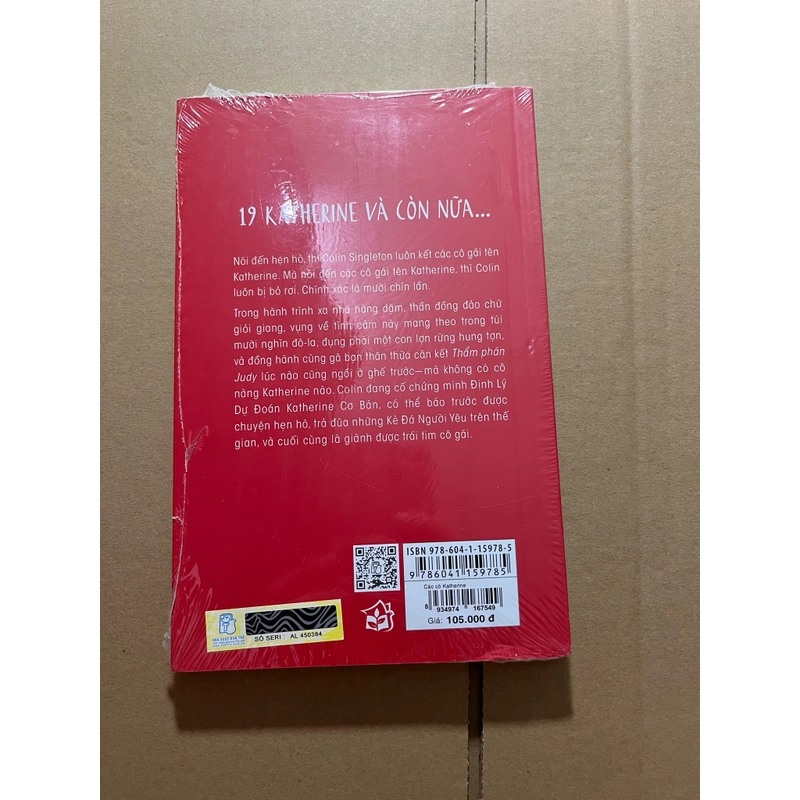 19 KATHERINE VÀ CÒN NỮA...
Nói đến hẹn hò, thì Colin Singleton luôn kết các cô gái tên
Katherine. Mà nói đến các cô gái tên Katherine, thì Colin
luôn bị bỏ rơi. Chính xác là mười chín lần.
Trong hành trình xa nhà hàng dặm, thần đồng đảo chữ
giỏi giang, vụng về tình cảm này mang theo trong túi
mười nghìn đô-la, đụng phải một con lợn rừng hung tợn,
và đồng hành cùng gã bạn thân thừa cân kết Thẩm phán
Judy lúc nào cũng ngồi ở ghế trước—mà không có cô
nàng Katherine nào. Colin đang cố chứng minh Định Lý
Dự Đoán Katherine Cơ Bản, có thể báo trước được
chuyện hẹn hò, trả đũa những Kẻ Đá Người Yêu trên thế
gian, và cuối cùng là giành được trái tim cô gái.
ISBN 978-604-1-15978-5
9 786041 159785
Các cô Katherine
8 934974 167549
Giá: 105.000 đ
NHÀ XUẤT BẢN TRẺ
SỐ SERI : AL 450384